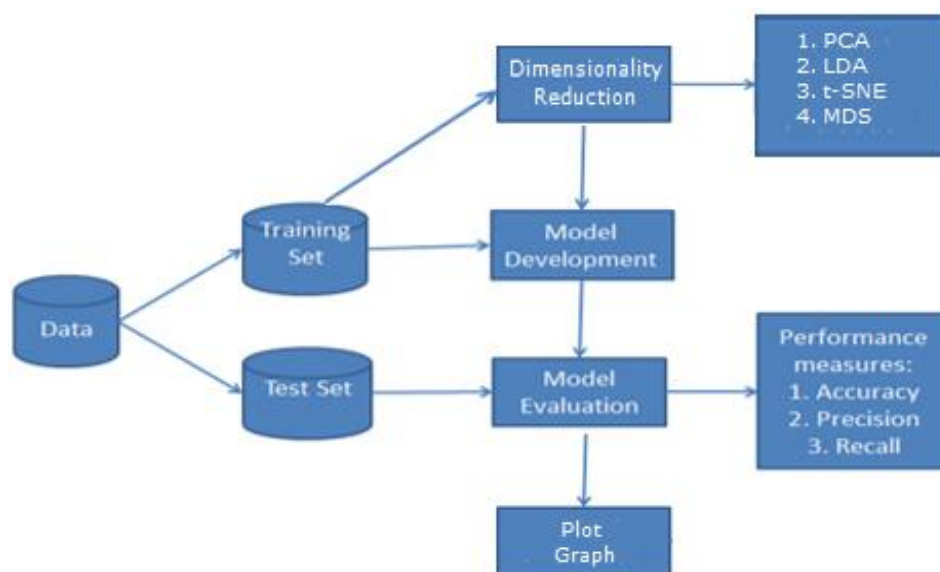 Dimensionality
Reduction
1. PCA
2. LDA
3. t-SNE
4. MDS
Training
Set
Model
Development
Data
Test Set
Model
Evaluation
Performance
measures:
1. Accuracy
2. Precision
3. Recall
Plot
Graph